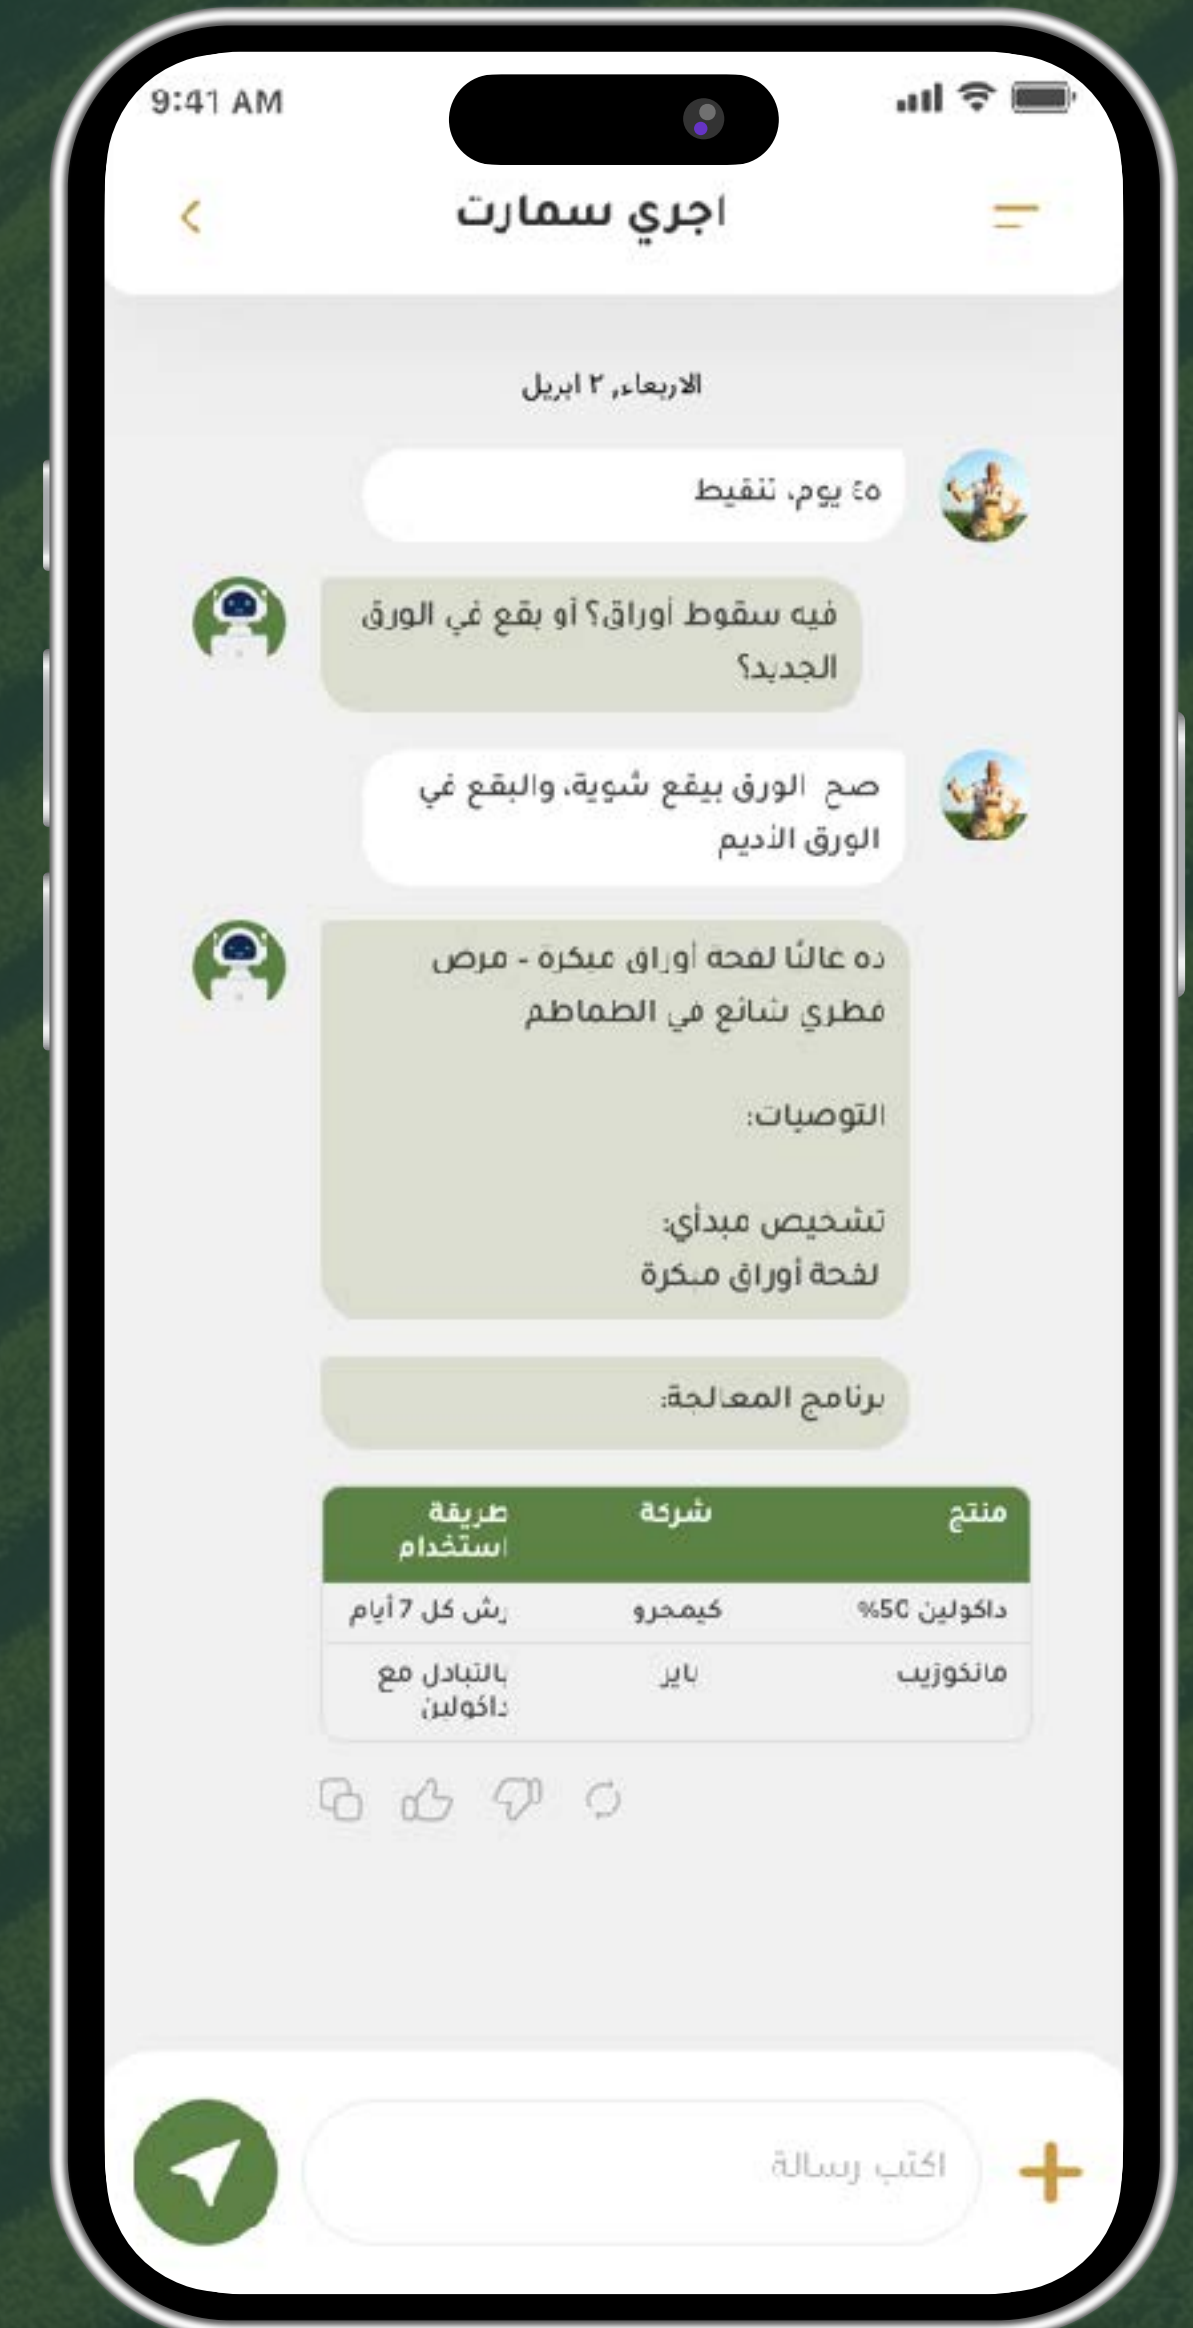 9:41 AM
اجري سمارت
الاربعاء, ٢ ابريل
٤٥ يوم، تنقيط
فيه سقوط أوراق؟ أو بقع في الورق
الجديد؟
صح الورق بيقع شوية، والبقع في
الورق الأديم
ده غالبًا لفحة أوراق مبكرة - مرض
فطري شائع في الطماطم
التوصيات:
تشخيص مبدأي:
لفحة أوراق مبكرة
برنامج المعالجة:
منتج شركة طريقة
استخدام
داكولين 50% كيمجرو رش كل 7 أيام
مانكوزيب باير بالتبادل مع
داكولين
اكتب رسالة